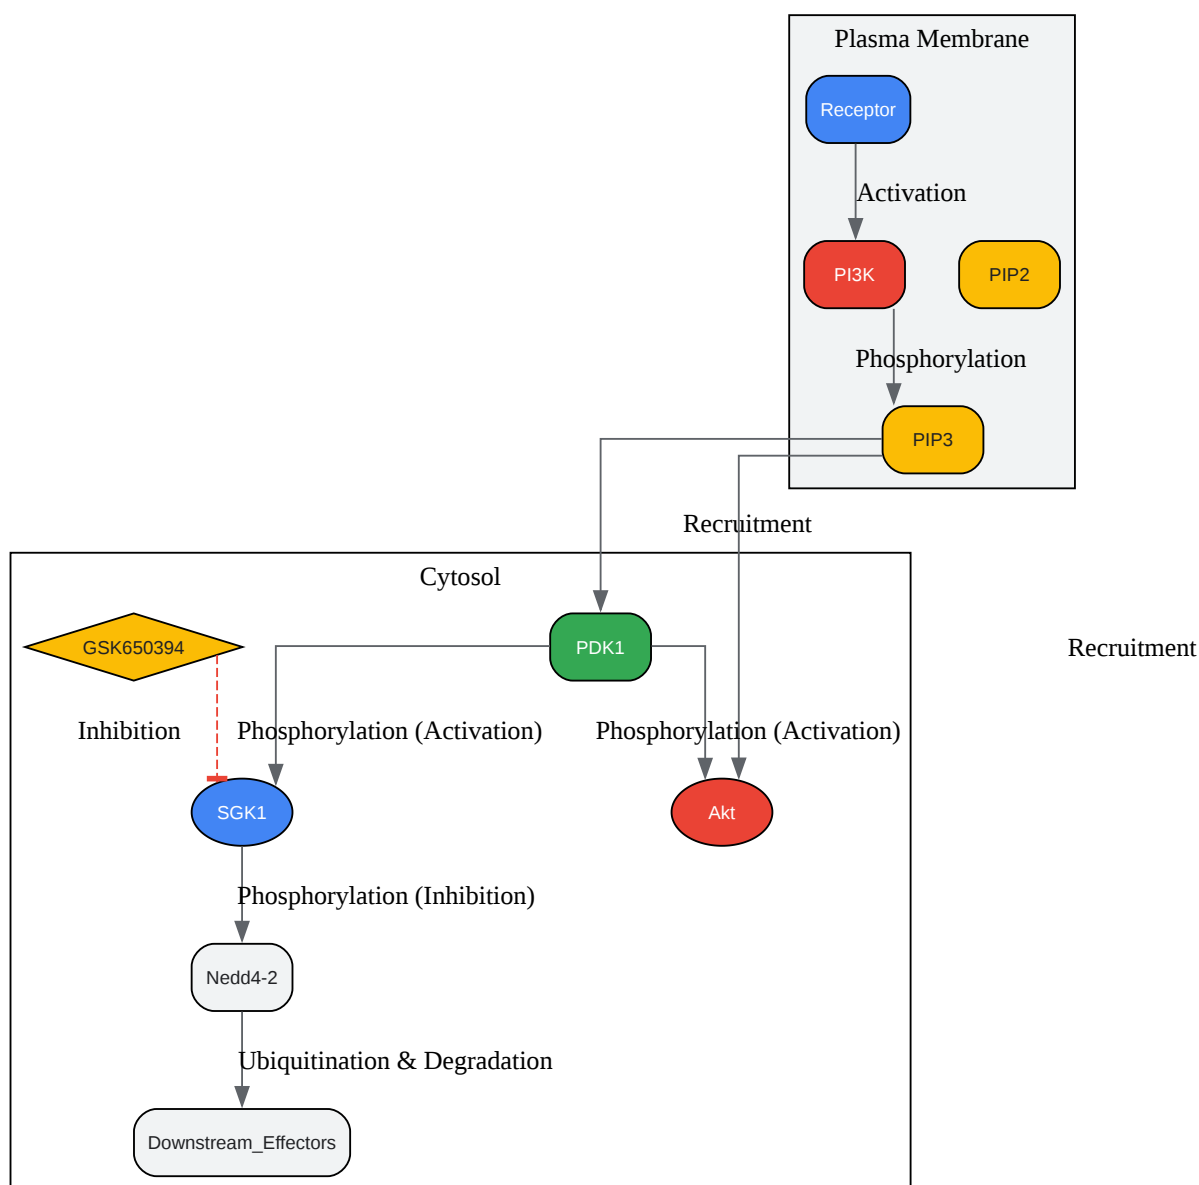 Plasma Membrane
Receptor
Activation
PI3K
PIP2
Phosphorylation
PIP3
Recruitment
Cytosol
GSK650394
PDK1
Recruitment
Inhibition
Phosphorylation (Activation)
Phosphorylation (Activation)
SGK1
Akt
Phosphorylation (Inhibition)
Nedd4-2
Ubiquitination & Degradation
Downstream_Effectors